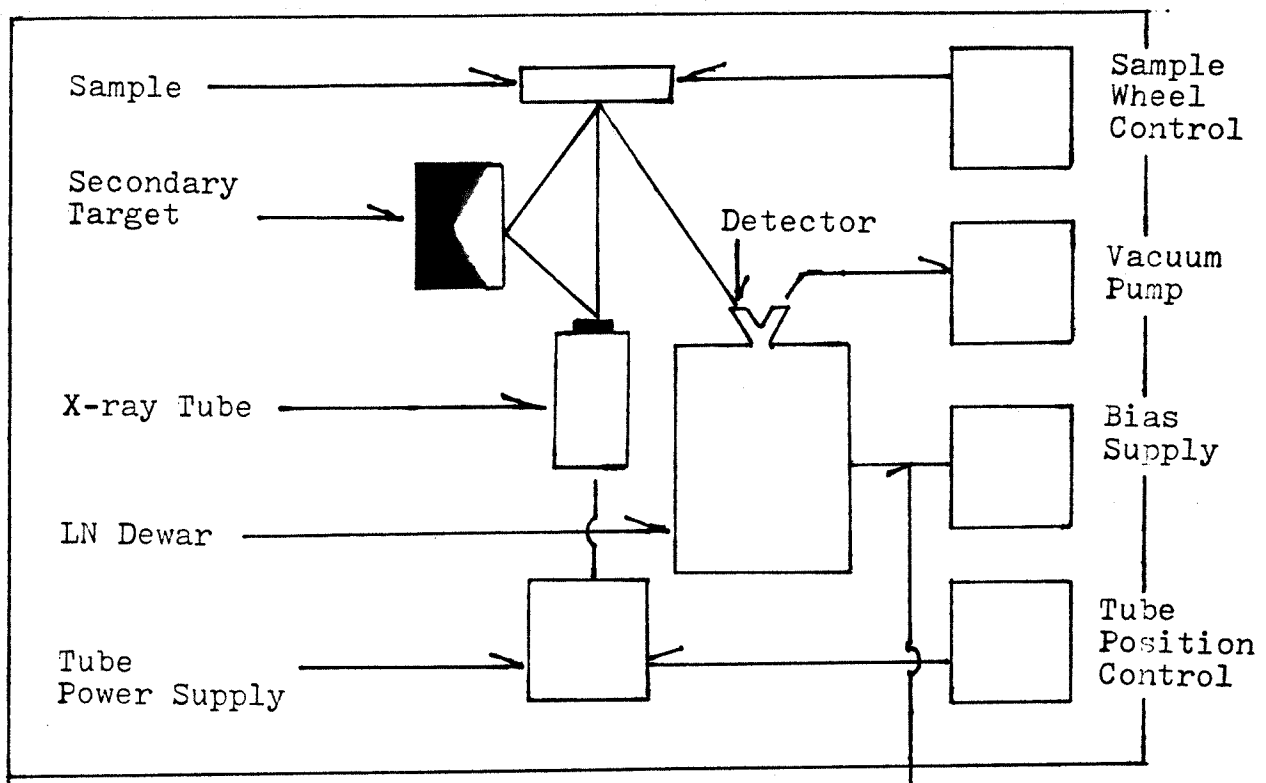 Sample
Secondary
Target
X-ray Tube
LN Dewar
Tube
Power Supply
Detector
Sample
Wheel
Control
Vacuum
Pump
Bias
Supply
Tube
Position
Control